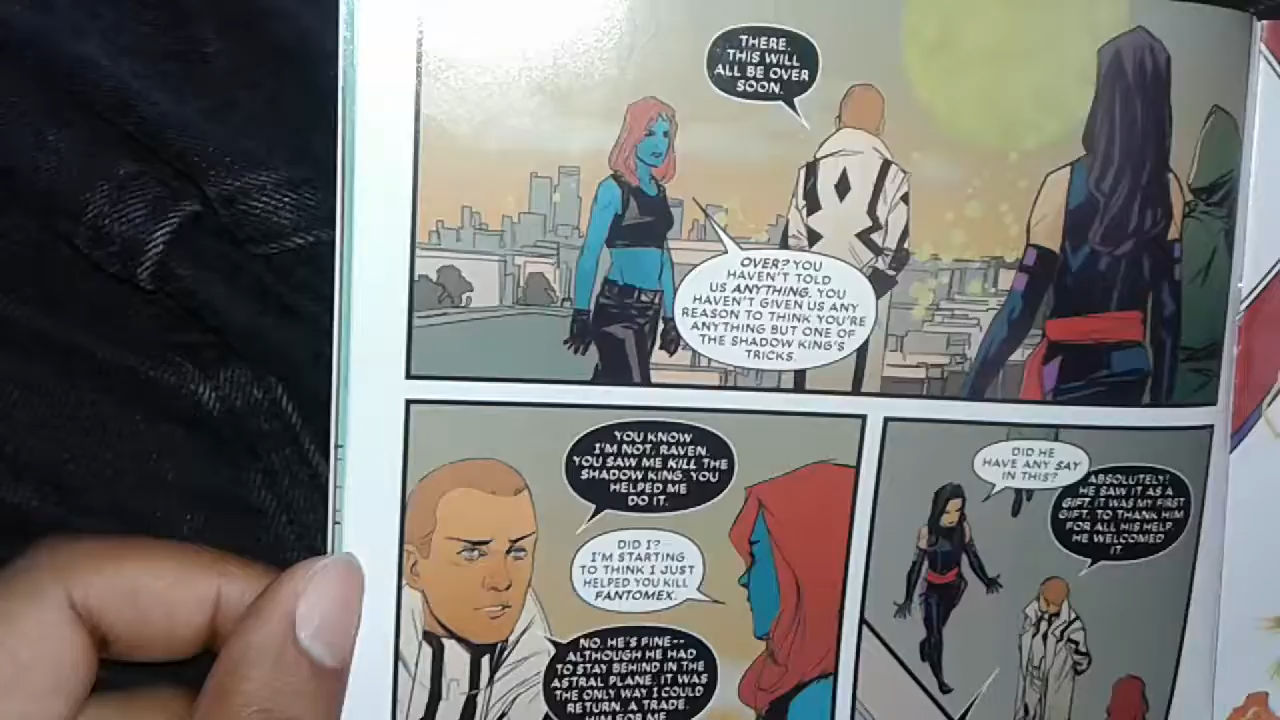 THERE.
THIS WILL
ALL BE OVER
SOON.
OVER? YOU
HAVEN'T TOLD
US ANYTHING. YOU
HAVEN'T GIVEN US ANY
REASON TO THINK YOU'RE
ANYTHING BUT ONE OF
THE SHADOW KING'S
TRICKS.
YOU KNOW
I'M NOT, RAVEN.
YOU SAW ME KILL THE
SHADOW KING. YOU
HELPED ME
DO IT.
DID I?
I'M STARTING
TO THINK I JUST
HELPED YOU KILL
FANTOMEX.
NO. HE'S FINE--
ALTHOUGH HE HAD
TO STAY BEHIND IN THE
ASTRAL PLANE. IT WAS
THE ONLY WAY I COULD
RETURN. A TRADE.
HIM FOR ME.
DID HE
HAVE ANY SAY
IN THIS?
ABSOLUTELY!
HE SAW IT AS A
GIFT. IT WAS MY FIRST
GIFT, TO THANK HIM
FOR ALL HIS HELP.
HE WELCOMED
IT.